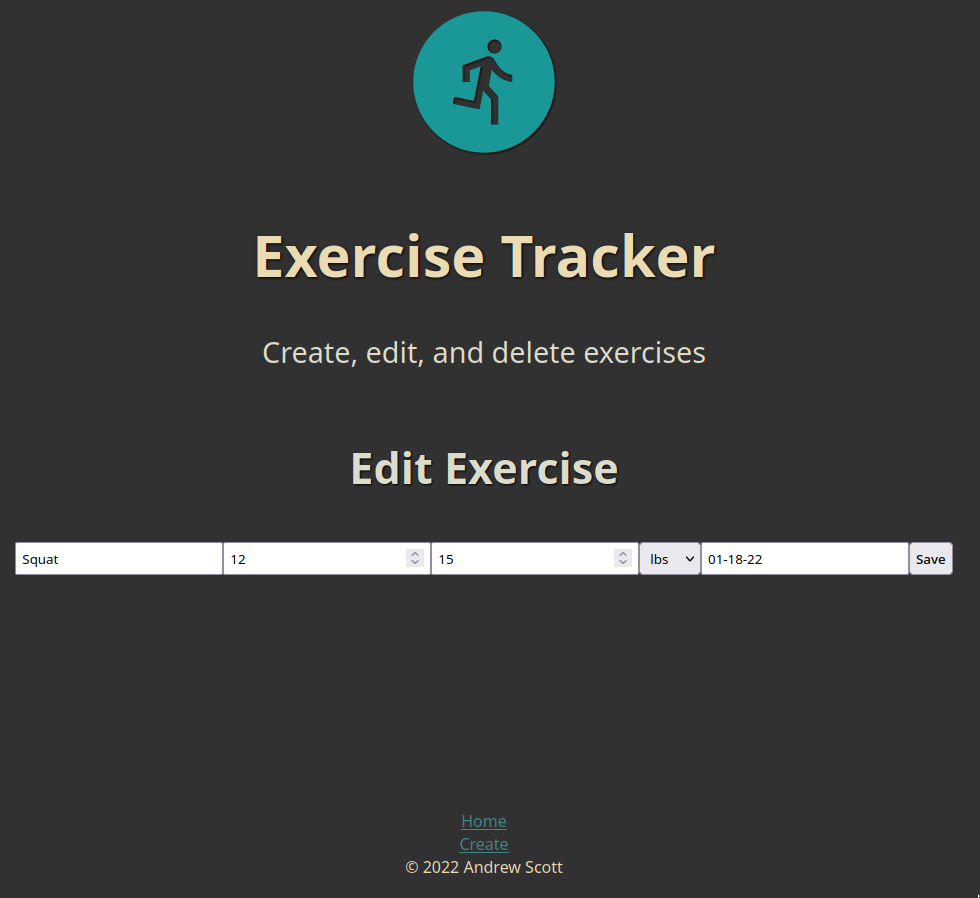 Exercise Tracker
Create, edit, and delete exercises
Edit Exercise
Squat 12 15 lbs 01-18-22 Save
Home
Create
© 2022 Andrew Scott